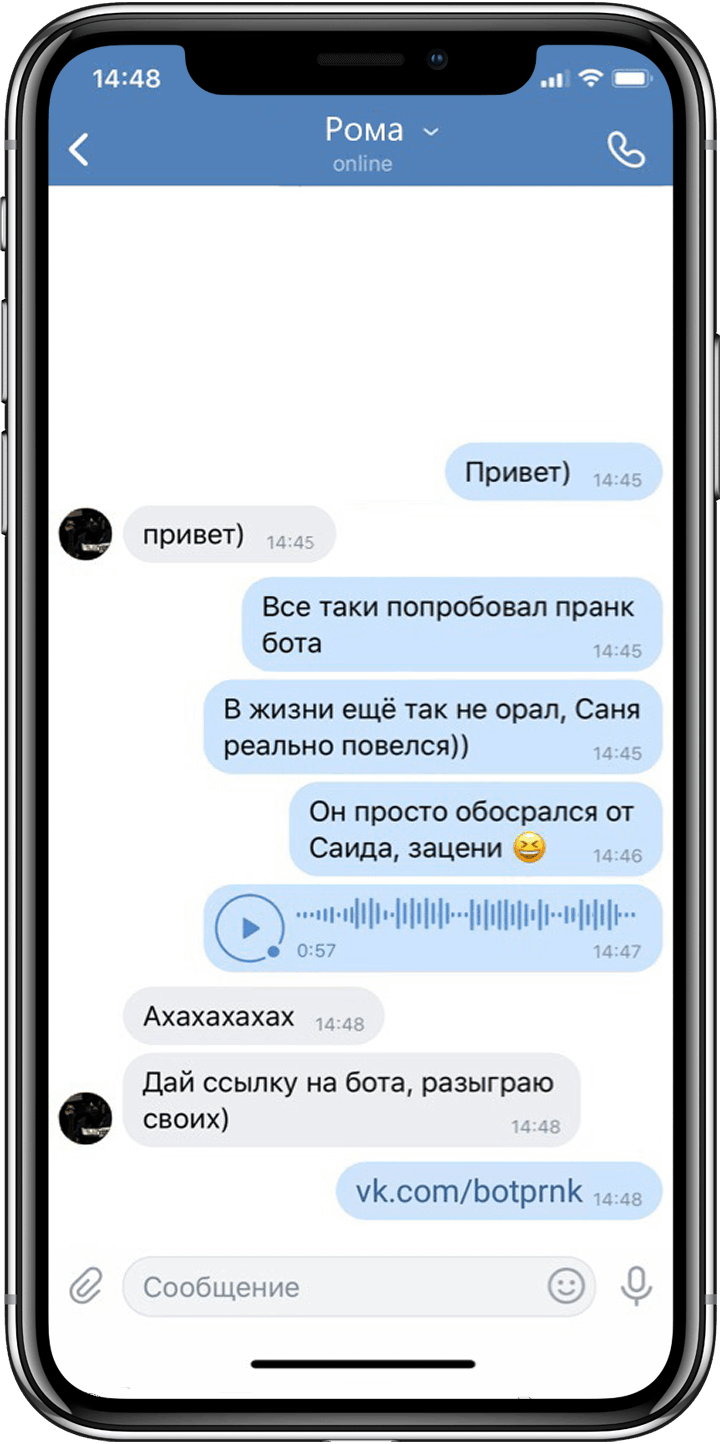 14:48
Рома
online
Привет) 14:45
привет) 14:45
Все таки попробовал пранк
бота 14:45
В жизни ещё так не орал, Саня
реально повелся)) 14:45
Он просто обосрался от
Саида, зацени 😆 14:46
0:57 14:47
Ахахахахах 14:48
Дай ссылку на бота, разыграю
своих) 14:48
vk.com/botprnk 14:48
Сообщение